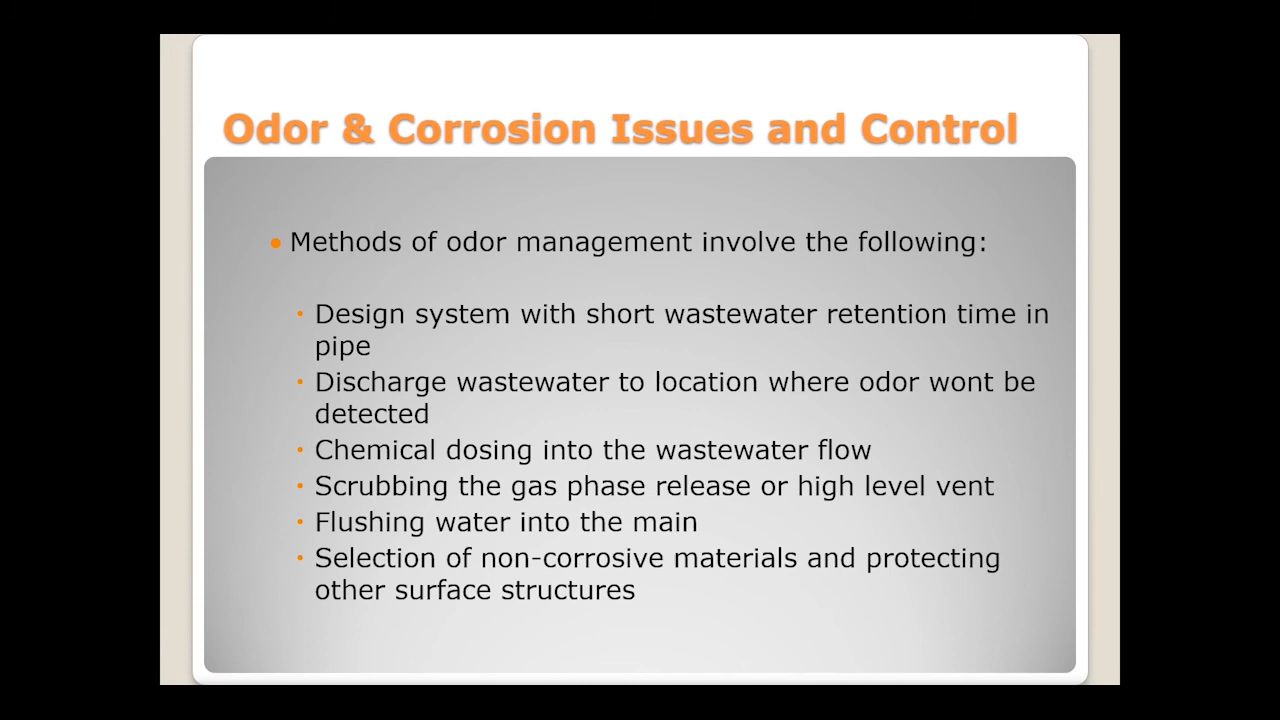 Odor & Corrosion Issues and Control
• Methods of odor management involve the following:
• Design system with short wastewater retention time in
pipe
• Discharge wastewater to location where odor wont be
detected
• Chemical dosing into the wastewater flow
• Scrubbing the gas phase release or high level vent
• Flushing water into the main
• Selection of non-corrosive materials and protecting
other surface structures